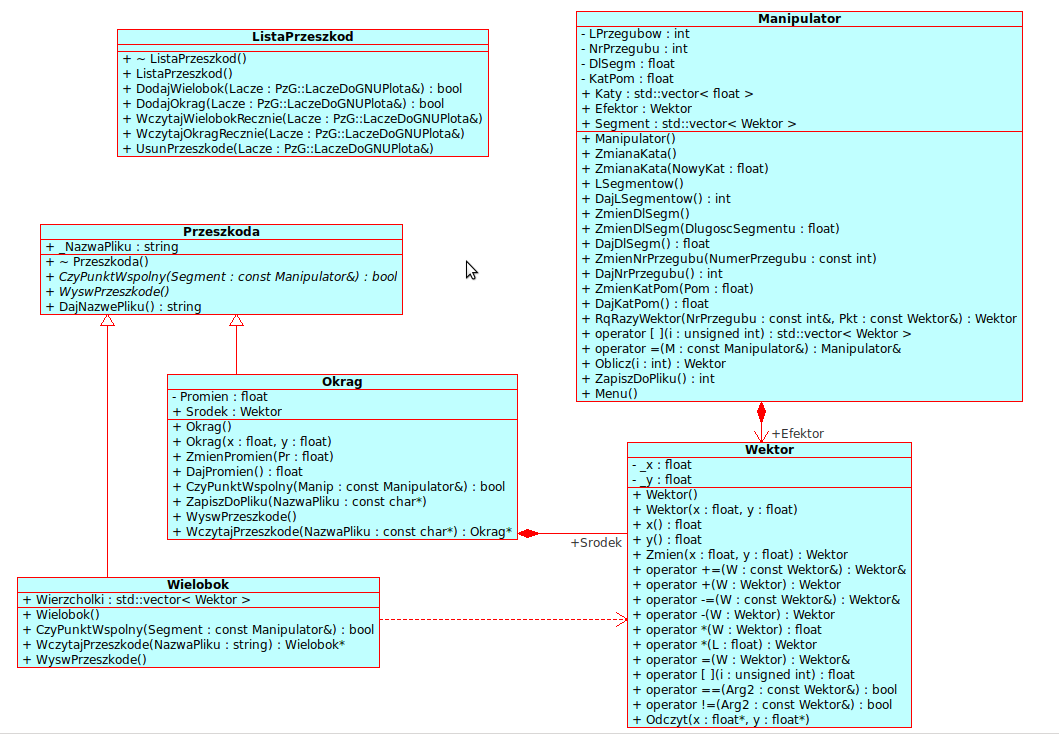 ListaPrzeszkod
+ ~ ListaPrzeszkod()
+ ListaPrzeszkod()
+ DodajWielobok(Lacze : PzG::LaczeDoGNUPlota&) : bool
+ DodajOkrag(Lacze : PzG::LaczeDoGNUPlota&) : bool
+ WczytajWielobokRecznie(Lacze : PzG::LaczeDoGNUPlota&)
+ WczytajOkragRecznie(Lacze : PzG::LaczeDoGNUPlota&)
+ UsunPrzeszkode(Lacze : PzG::LaczeDoGNUPlota&)
Manipulator
- LPrzegubow : int
- NrPrzegubu : int
- DlSegm : float
- KatPom : float
+ Katy : std::vector< float >
+ Efektor : Wektor
+ Segment : std::vector< Wektor >
+ Manipulator()
+ ZmianaKata()
+ ZmianaKata(NowyKat : float)
+ LSegmentow()
+ DajLSegmentow() : int
+ ZmienDlSegm()
+ ZmienDlSegm(DlugoscSegmentu : float)
+ DajDlSegm() : float
+ ZmienNrPrzegubu(NumerPrzegubu : const int)
+ DajNrPrzegubu() : int
+ ZmienKatPom(Pom : float)
+ DajKatPom() : float
+ RqRazyWektor(NrPrzegubu : const int&, Pkt : const Wektor&) : Wektor
+ operator [ ](i : unsigned int) : std::vector< Wektor >
+ operator =(M : const Manipulator&) : Manipulator&
+ Oblicz(i : int) : Wektor
+ ZapiszDoPliku() : int
+ Menu()
Przeszkoda
+ _NazwaPliku : string
+ ~ Przeszkoda()
+ CzyPunktWspolny(Segment : const Manipulator&) : bool
+ WyswPrzeszkode()
+ DajNazwePliku() : string
Okrag
- Promien : float
+ Srodek : Wektor
+ Okrag()
+ Okrag(x : float, y : float)
+ ZmienPromien(Pr : float)
+ DajPromien() : float
+ CzyPunktWspolny(Manip : const Manipulator&) : bool
+ ZapiszDoPliku(NazwaPliku : const char*)
+ WyswPrzeszkode()
+ WczytajPrzeszkode(NazwaPliku : const char*) : Okrag*
+Efektor
+Srodek
Wektor
- _x : float
- _y : float
+ Wektor()
+ Wektor(x : float, y : float)
+ x() : float
+ y() : float
+ Zmien(x : float, y : float) : Wektor
+ operator +=(W : const Wektor&) : Wektor&
+ operator +(W : Wektor) : Wektor
+ operator -=(W : const Wektor&) : Wektor&
+ operator -(W : Wektor) : Wektor
+ operator *(W : Wektor) : float
+ operator *(L : float) : Wektor
+ operator =(W : Wektor) : Wektor&
+ operator [ ](i : unsigned int) : float
+ operator ==(Arg2 : const Wektor&) : bool
+ operator !=(Arg2 : const Wektor&) : bool
+ Odczyt(x : float*, y : float*)
Wielobok
+ Wierzcholki : std::vector< Wektor >
+ Wielobok()
+ CzyPunktWspolny(Segment : const Manipulator&) : bool
+ WczytajPrzeszkode(NazwaPliku : string) : Wielobok*
+ WyswPrzeszkode()